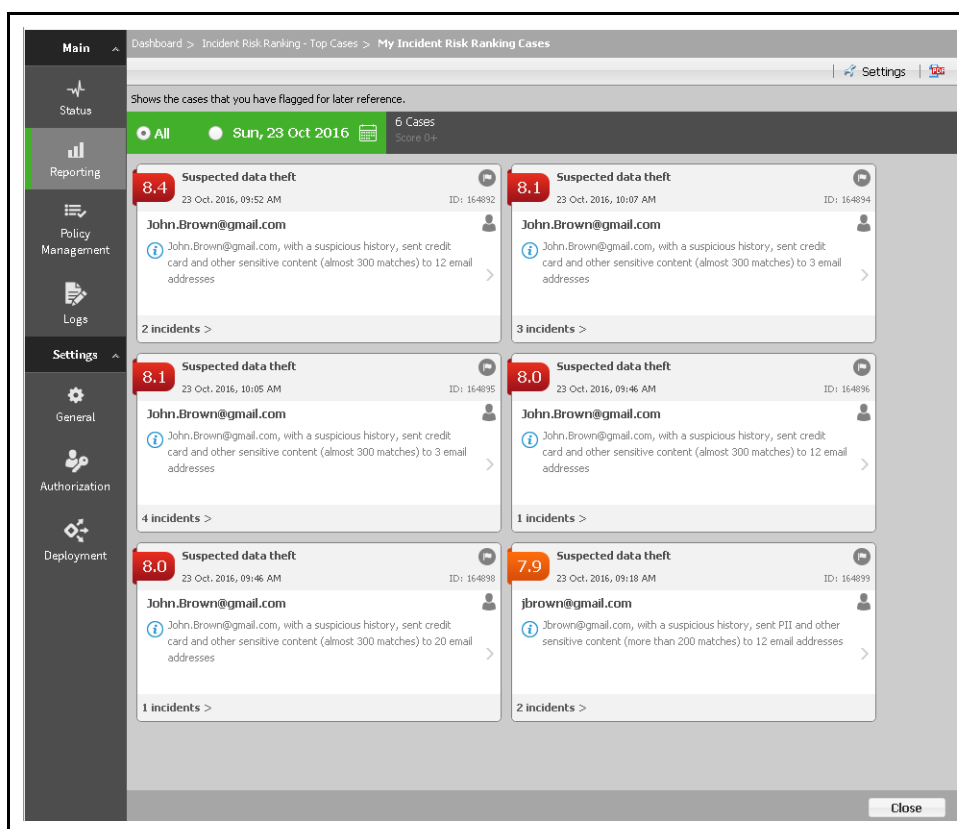 Main
Status
Reporting
Policy
Management
Logs
Settings
General
Authorization
Deployment
Dashboard > Incident Risk Ranking - Top Cases > My Incident Risk Ranking Cases
Settings
PDF
Shows the cases that you have flagged for later reference.
All
Sun, 23 Oct 2016
6 Cases
Score 0+
8.4
Suspected data theft
23 Oct. 2016, 09:52 AM
ID: 164892
John.Brown@gmail.com
John.Brown@gmail.com, with a suspicious history, sent credit
card and other sensitive content (almost 300 matches) to 12 email
addresses
2 incidents >
8.1
Suspected data theft
23 Oct. 2016, 10:07 AM
ID: 164894
John.Brown@gmail.com
John.Brown@gmail.com, with a suspicious history, sent credit
card and other sensitive content (almost 300 matches) to 3 email
addresses
3 incidents >
8.1
Suspected data theft
23 Oct. 2016, 10:05 AM
ID: 164895
John.Brown@gmail.com
John.Brown@gmail.com, with a suspicious history, sent credit
card and other sensitive content (almost 300 matches) to 3 email
addresses
4 incidents >
8.0
Suspected data theft
23 Oct. 2016, 09:46 AM
ID: 164896
John.Brown@gmail.com
John.Brown@gmail.com, with a suspicious history, sent credit
card and other sensitive content (almost 300 matches) to 12 email
addresses
1 incidents >
8.0
Suspected data theft
23 Oct. 2016, 09:46 AM
ID: 164898
John.Brown@gmail.com
John.Brown@gmail.com, with a suspicious history, sent credit
card and other sensitive content (almost 300 matches) to 20 email
addresses
1 incidents >
7.9
Suspected data theft
23 Oct. 2016, 09:18 AM
ID: 164899
jbrown@gmail.com
Jbrown@gmail.com, with a suspicious history, sent PII and other
sensitive content (more than 200 matches) to 12 email addresses
2 incidents >
Close